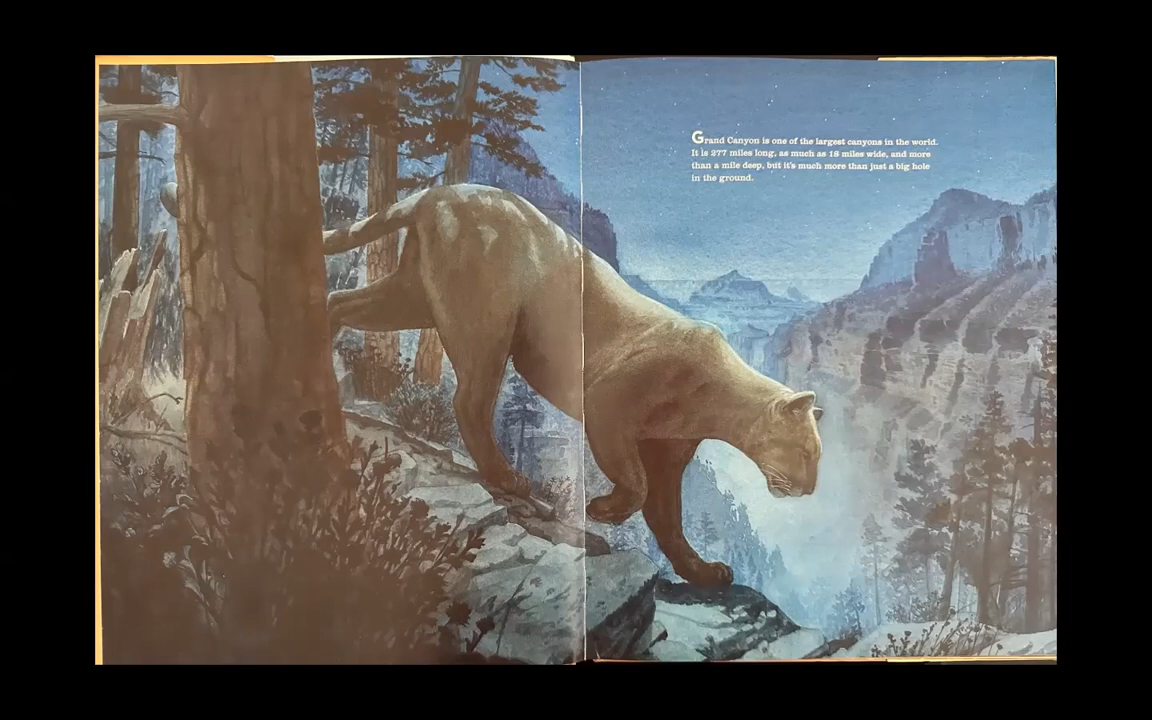 Grand Canyon is one of the largest canyons in the world.
It is 277 miles long, as much as 18 miles wide, and more
than a mile deep, but it's much more than just a big hole
in the ground.